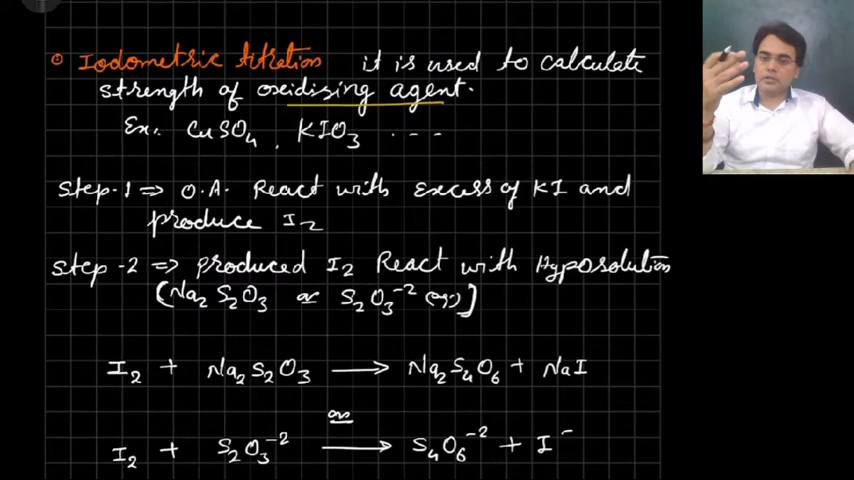 Iodometric titration it is used to calculate
strength of oxidising agent.
Ex:. CuSO4, KIO3 . - - -
Step-1 ⇒ O.A. React with Excess of KI and
produce I2
Step-2 ⇒ produced I2 React with Hyposolution
(Na2S2O3 or S2O3^-2 (aq.)]
I2 + Na2S2O3 ⟶ Na2S4O6 + NaI
or
I2 + S2O3^-2 ⟶ S4O6^-2 + I^-